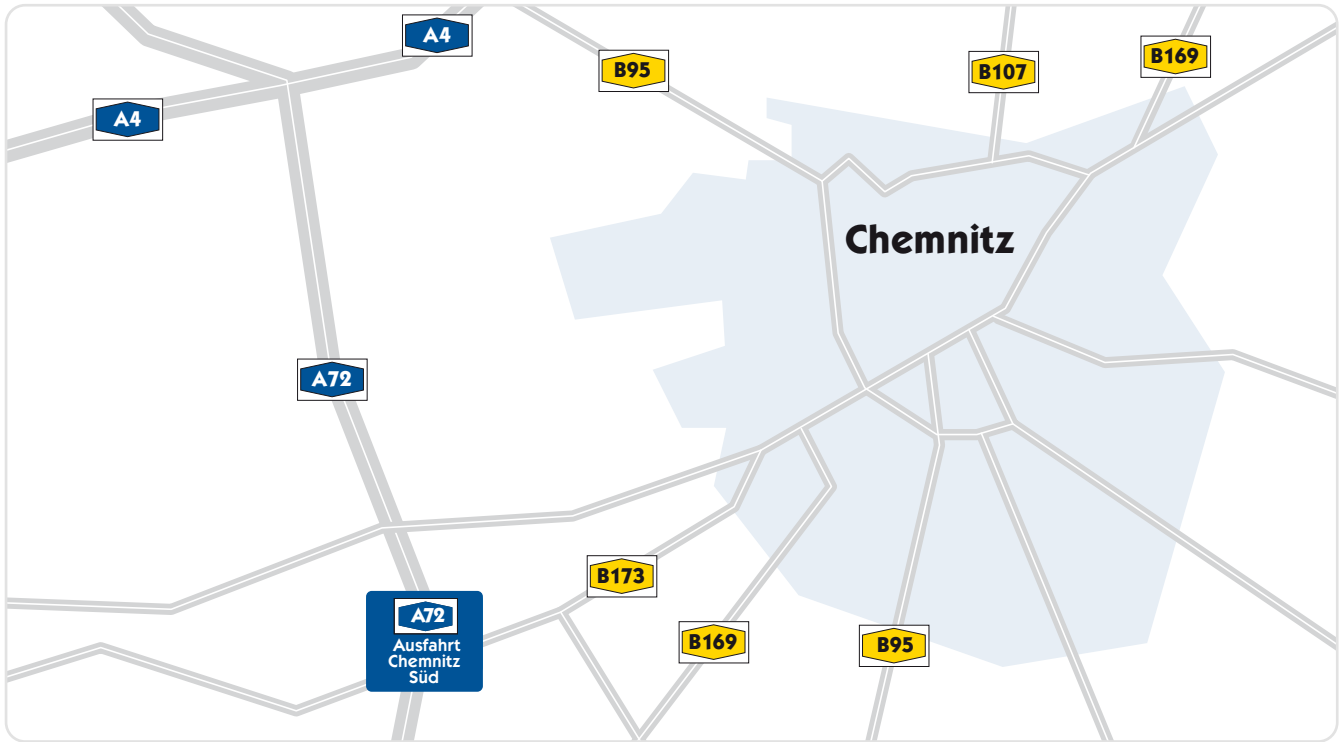 A4
B169
B95
B107
A4
Chemnitz
A72
B173
A72
Ausfahrt
Chemnitz
Süd
B169
B95